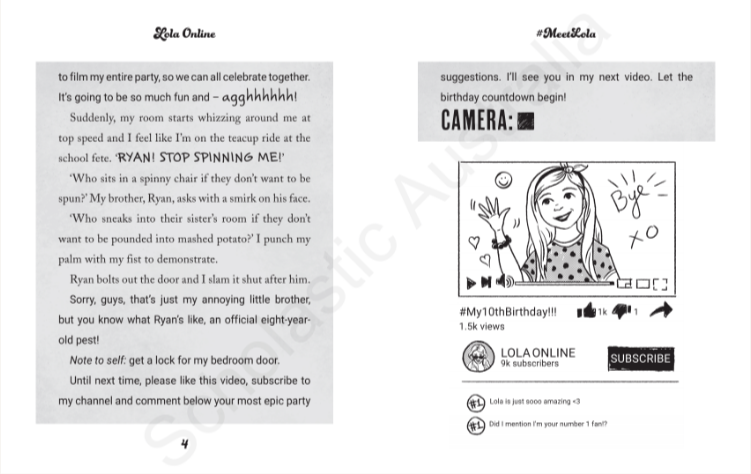 Lola Online
to film my entire party, so we can all celebrate together.
It's going to be so much fun and – agghhhhhh!
Suddenly, my room starts whizzing around me at
top speed and I feel like I'm on the teacup ride at the
school fete. 'RYAN! STOP SPINNING ME!'
'Who sits in a spinny chair if they don't want to be
spun?' My brother, Ryan, asks with a smirk on his face.
'Who sneaks into their sister's room if they don't
want to be pounded into mashed potato?' I punch my
palm with my fist to demonstrate.
Ryan bolts out the door and I slam it shut after him.
Sorry, guys, that's just my annoying little brother,
but you know what Ryan's like, an official eight-year-
old pest!
Note to self: get a lock for my bedroom door.
Until next time, please like this video, subscribe to
my channel and comment below your most epic party
4
#MeetLola
suggestions. I'll see you in my next video. Let the
birthday countdown begin!
CAMERA:
Bye
XO
#My10thBirthday!!! 1k 1
1.5k views
LOLAONLINE
9k subscribers
SUBSCRIBE
#1 Lola is just sooo amazing <3
#1 Did I mention I'm your number 1 fan!?
Scholastic Australia